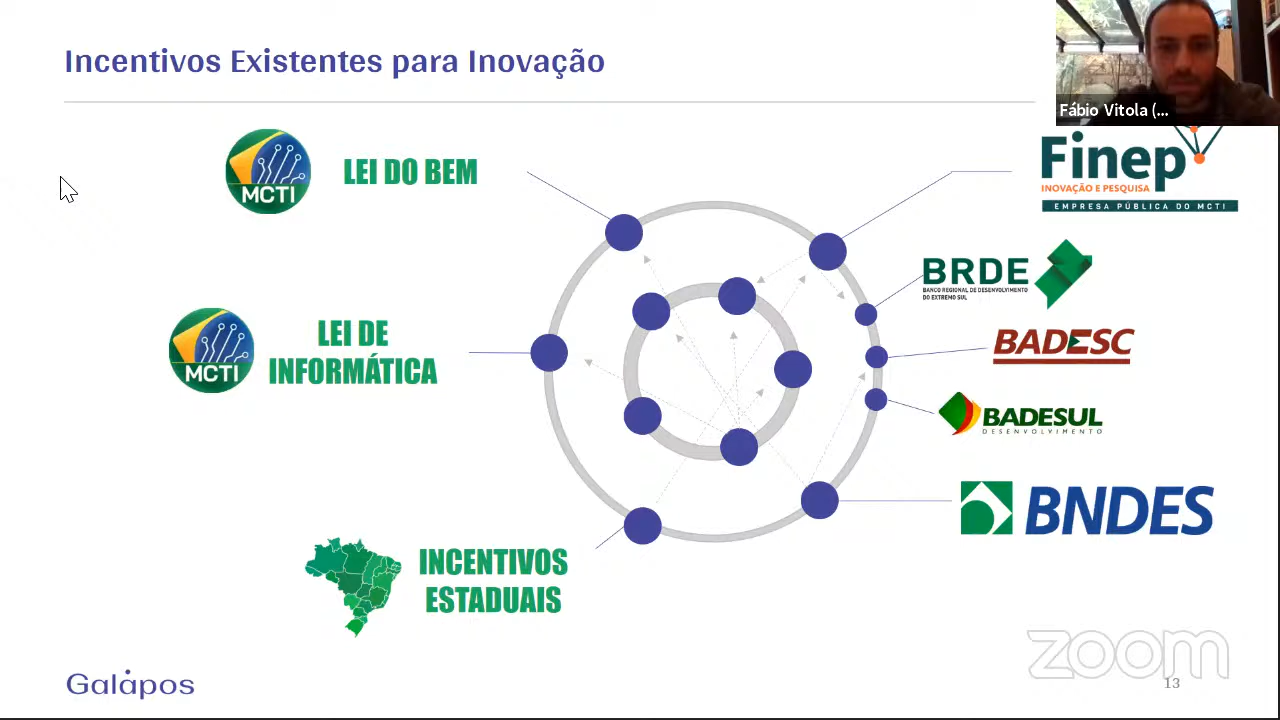 Incentivos Existentes para Inovação
Fábio Vitola (...
MCTI
LEI DO BEM
Finep
INOVAÇÃO E PESQUISA
EMPRESA PÚBLICA DO MCTI
BRDE
BANCO REGIONAL DE DESENVOLVIMENTO
DO EXTREMO SUL
MCTI
LEI DE
INFORMÁTICA
BADESC
BADESUL
DESENVOLVIMENTO
BNDES
INCENTIVOS
ESTADUAIS
zoom
Galápos
13